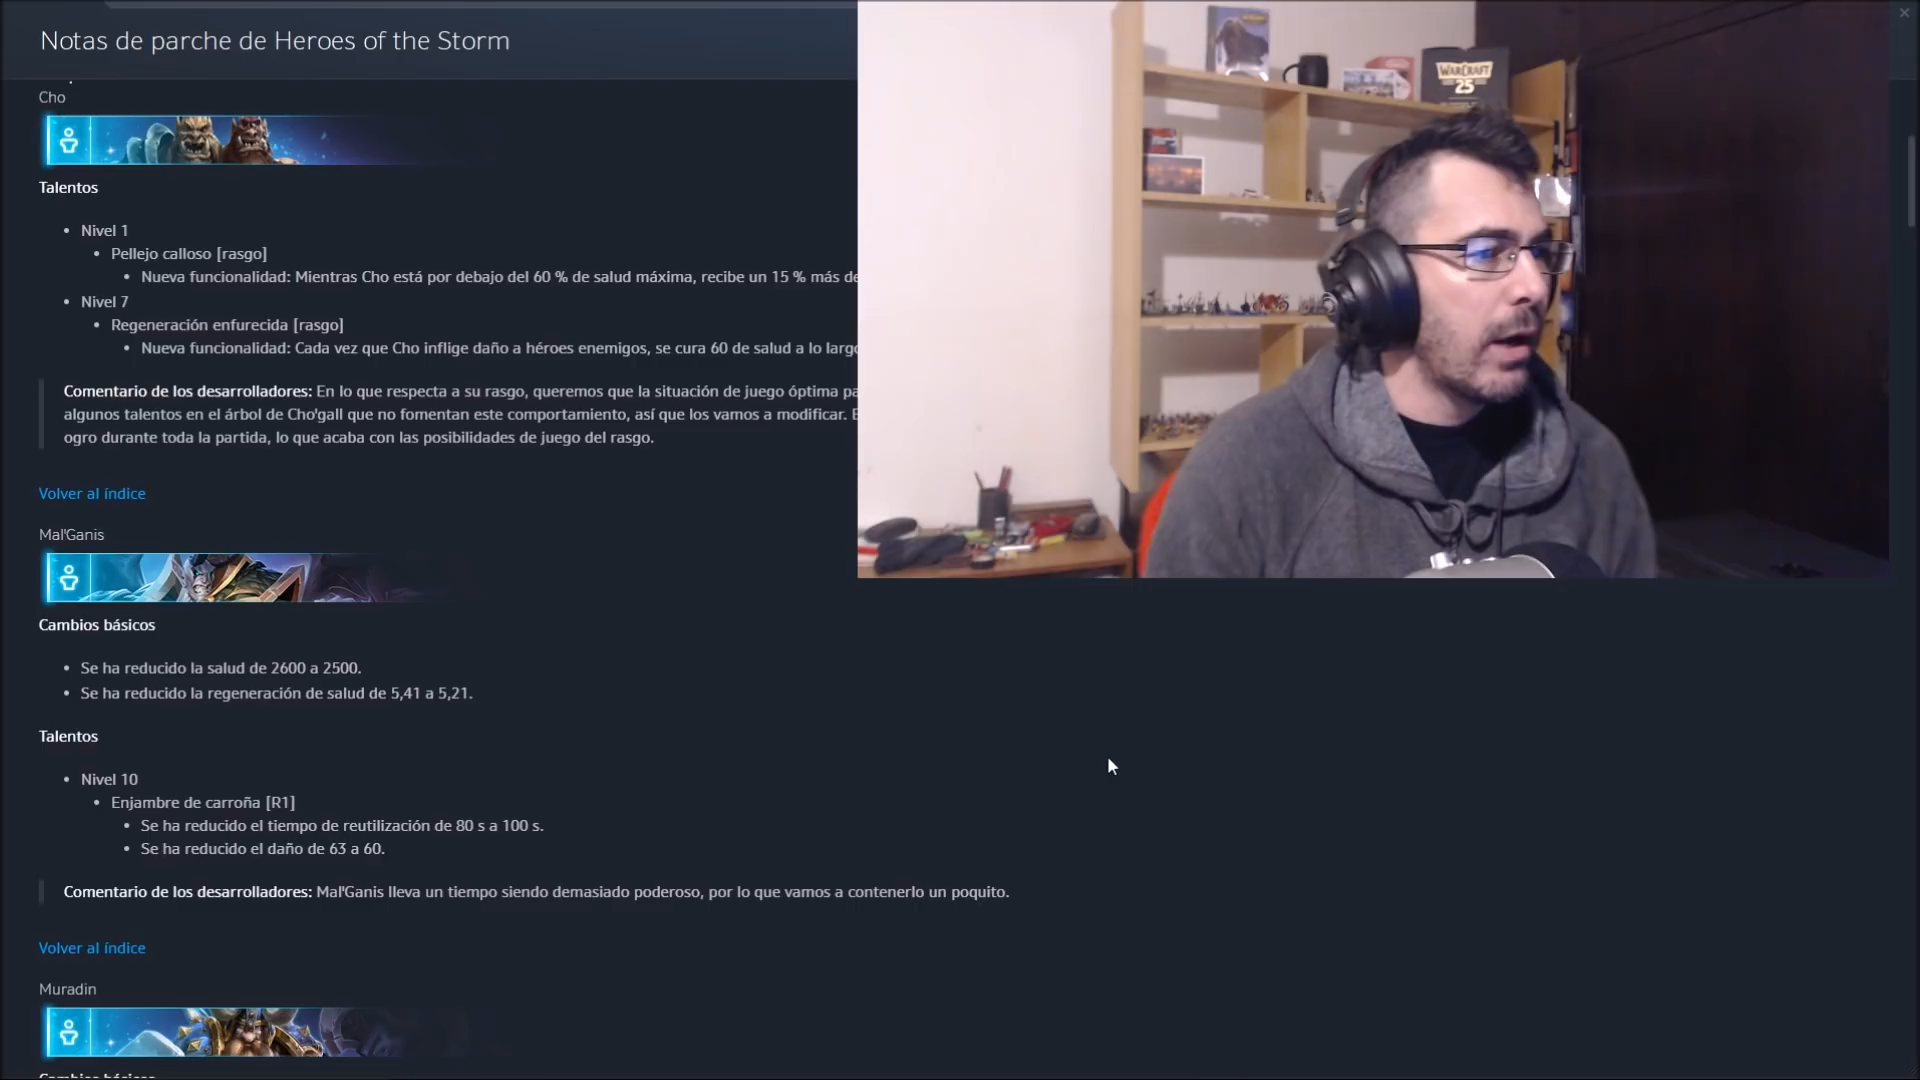 Notas de parche de Heroes of the Storm
Cho
Talentos
Nivel 1
Pellejo calloso [rasgo]
Nueva funcionalidad: Mientras Cho está por debajo del 60 % de salud máxima, recibe un 15 % más de
Nivel 7
Regeneración enfurecida [rasgo]
Nueva funcionalidad: Cada vez que Cho inflige daño a héroes enemigos, se cura 60 de salud a lo largo
Comentario de los desarrolladores: En lo que respecta a su rasgo, queremos que la situación de juego óptima
algunos talentos en el árbol de Cho'gall que no fomentan este comportamiento, así que los vamos a modificar.
ogro durante toda la partida, lo que acaba con las posibilidades de juego del rasgo.
Volver al índice
Mal'Ganis
Cambios básicos
Se ha reducido la salud de 2600 a 2500.
Se ha reducido la regeneración de salud de 5,41 a 5,21.
Talentos
Nivel 10
Enjambre de carroña [R1]
Se ha reducido el tiempo de reutilización de 80 s a 100 s.
Se ha reducido el daño de 63 a 60.
Comentario de los desarrolladores: Mal'Ganis lleva un tiempo siendo demasiado poderoso, por lo que vamos a contenerlo un poquito.
Volver al índice
Muradin
Cambios básicos
WARCRAFT
25